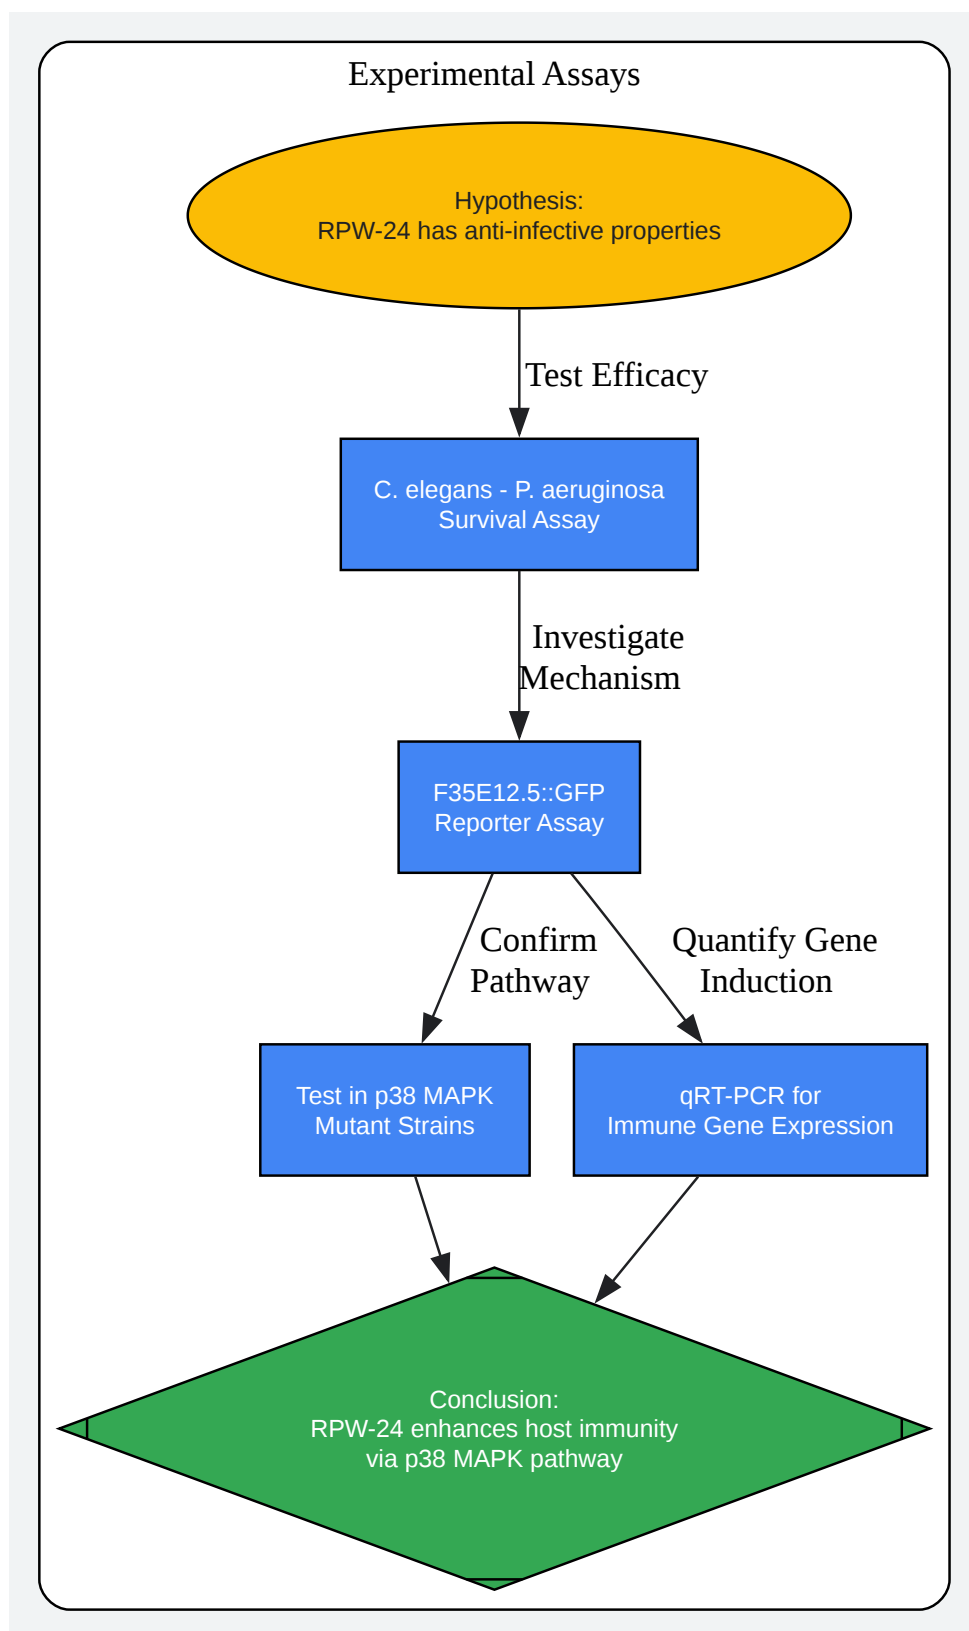 Experimental Assays
Hypothesis:
RPW-24 has anti-infective properties
Test Efficacy
C. elegans - P. aeruginosa
Survival Assay
Investigate
Mechanism
F35E12.5::GFP
Reporter Assay
Confirm
Pathway
Quantify Gene
Induction
Test in p38 MAPK
Mutant Strains
qRT-PCR for
Immune Gene Expression
Conclusion:
RPW-24 enhances host immunity
via p38 MAPK pathway